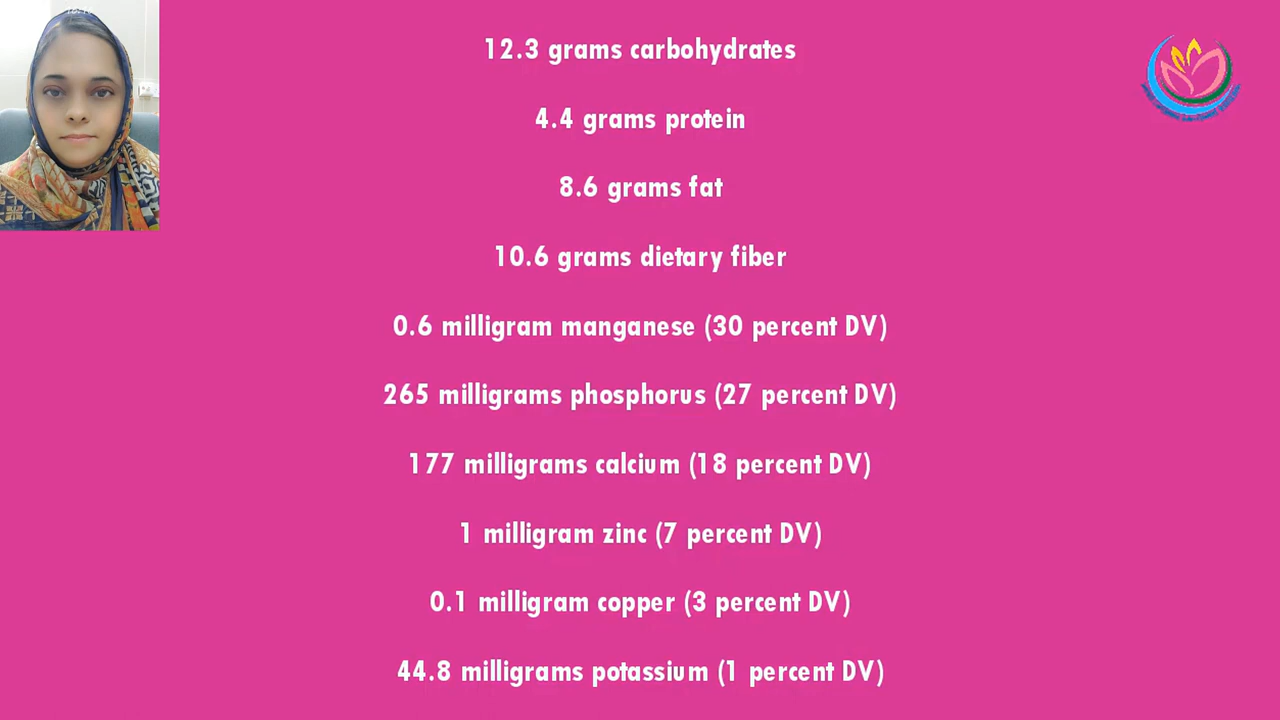 12.3 grams carbohydrates
4.4 grams protein
8.6 grams fat
10.6 grams dietary fiber
0.6 milligram manganese (30 percent DV)
265 milligrams phosphorus (27 percent DV)
177 milligrams calcium (18 percent DV)
1 milligram zinc (7 percent DV)
0.1 milligram copper (3 percent DV)
44.8 milligrams potassium (1 percent DV)